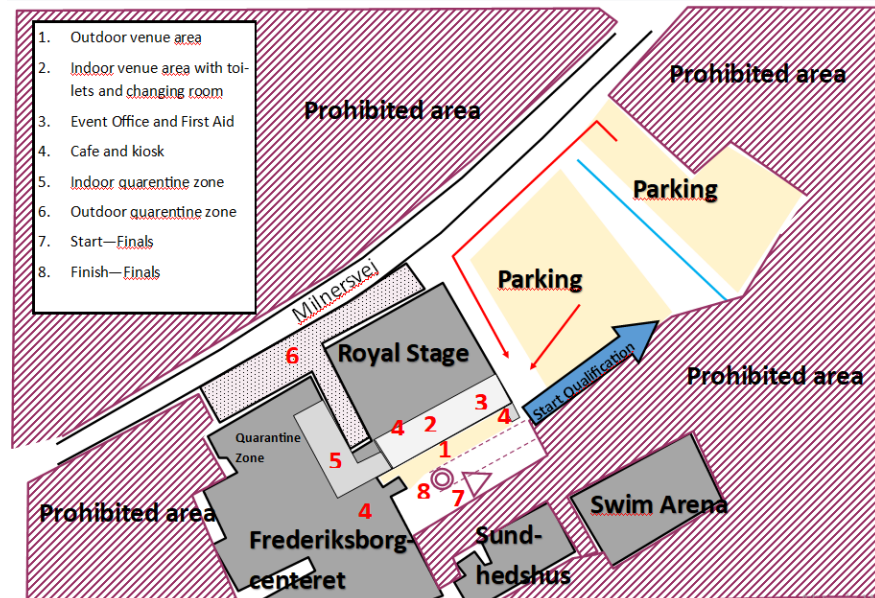 1. Outdoor venue area
2. Indoor venue area with toi-
lets and changing room
3. Event Office and First Aid
4. Cafe and kiosk
5. Indoor quarentine zone
6. Outdoor quarentine zone
7. Start—Finals
8. Finish—Finals
Prohibited area
Prohibited area
Parking
Parking
Milnersvej
6
Royal Stage
Start Qualification
Prohibited area
3
4
2
4
1
Quarantine
Zone
5
8
7
4
Prohibited area
Swim Arena
Frederiksborg-
centeret
Sund-
hedshus